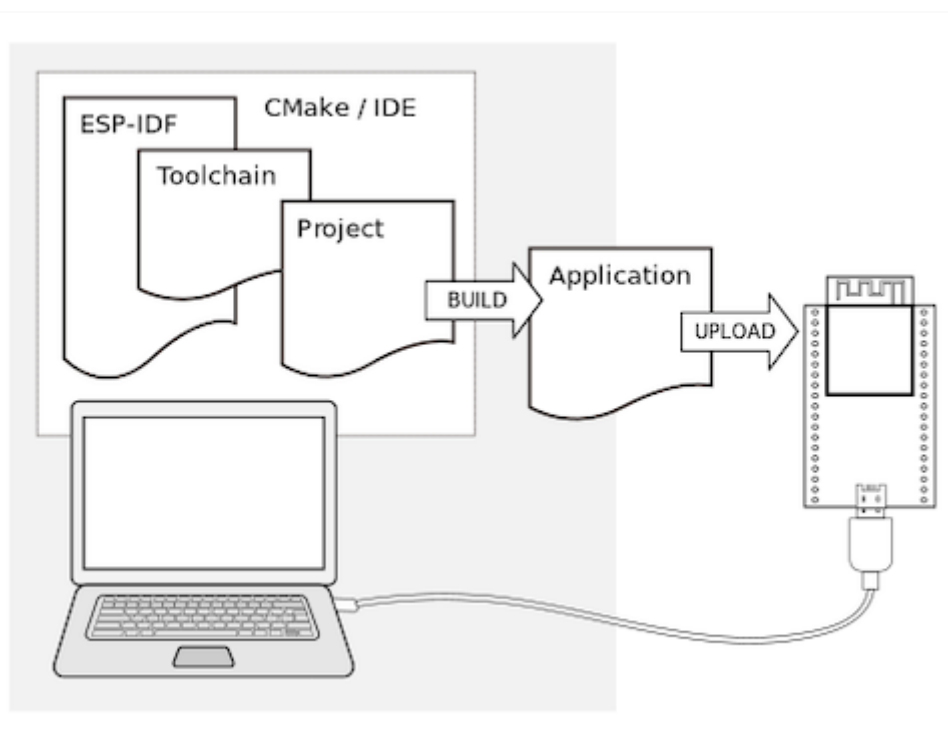 CMake / IDE
ESP-IDF
Toolchain
Project
BUILD
Application
UPLOAD